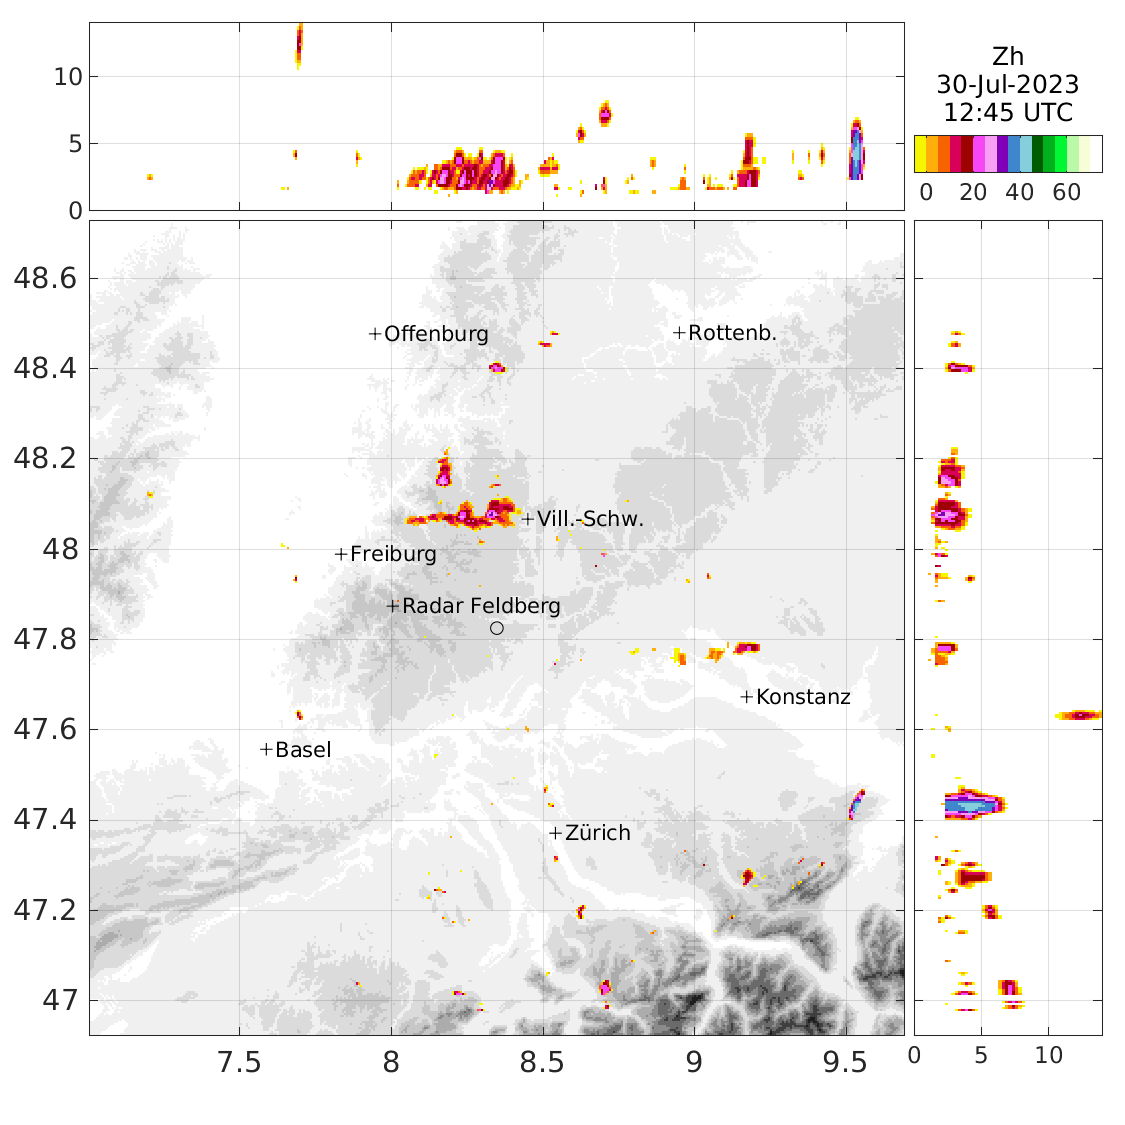 Zh
30-Jul-2023
12:45 UTC
0 20 40 60
10
5
0
48.6
48.4
48.2
48
47.8
47.6
47.4
47.2
47
+Offenburg
+Rottenb.
+Vill.-Schw.
+Freiburg
+Radar Feldberg
+Konstanz
+Basel
+Zürich
7.5 8 8.5 9 9.5
0 5 10